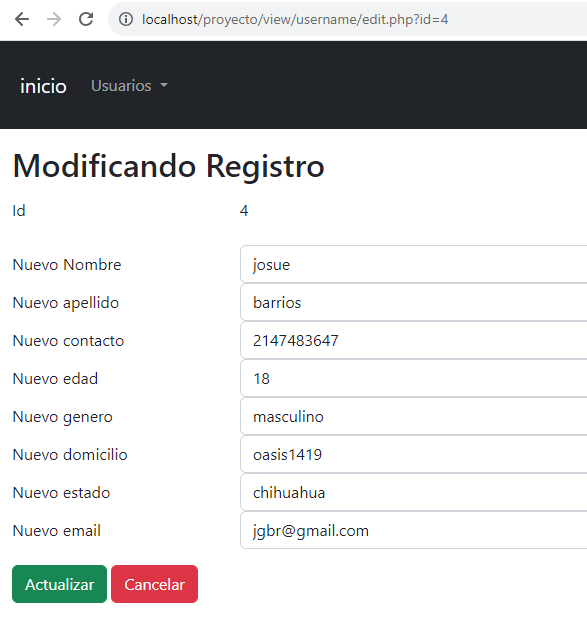 localhost/proyecto/view/username/edit.php?id=4
inicio Usuarios
Modificando Registro
Id 4
Nuevo Nombre josue
Nuevo apellido barrios
Nuevo contacto 2147483647
Nuevo edad 18
Nuevo genero masculino
Nuevo domicilio oasis1419
Nuevo estado chihuahua
Nuevo email jgbr@gmail.com
Actualizar Cancelar